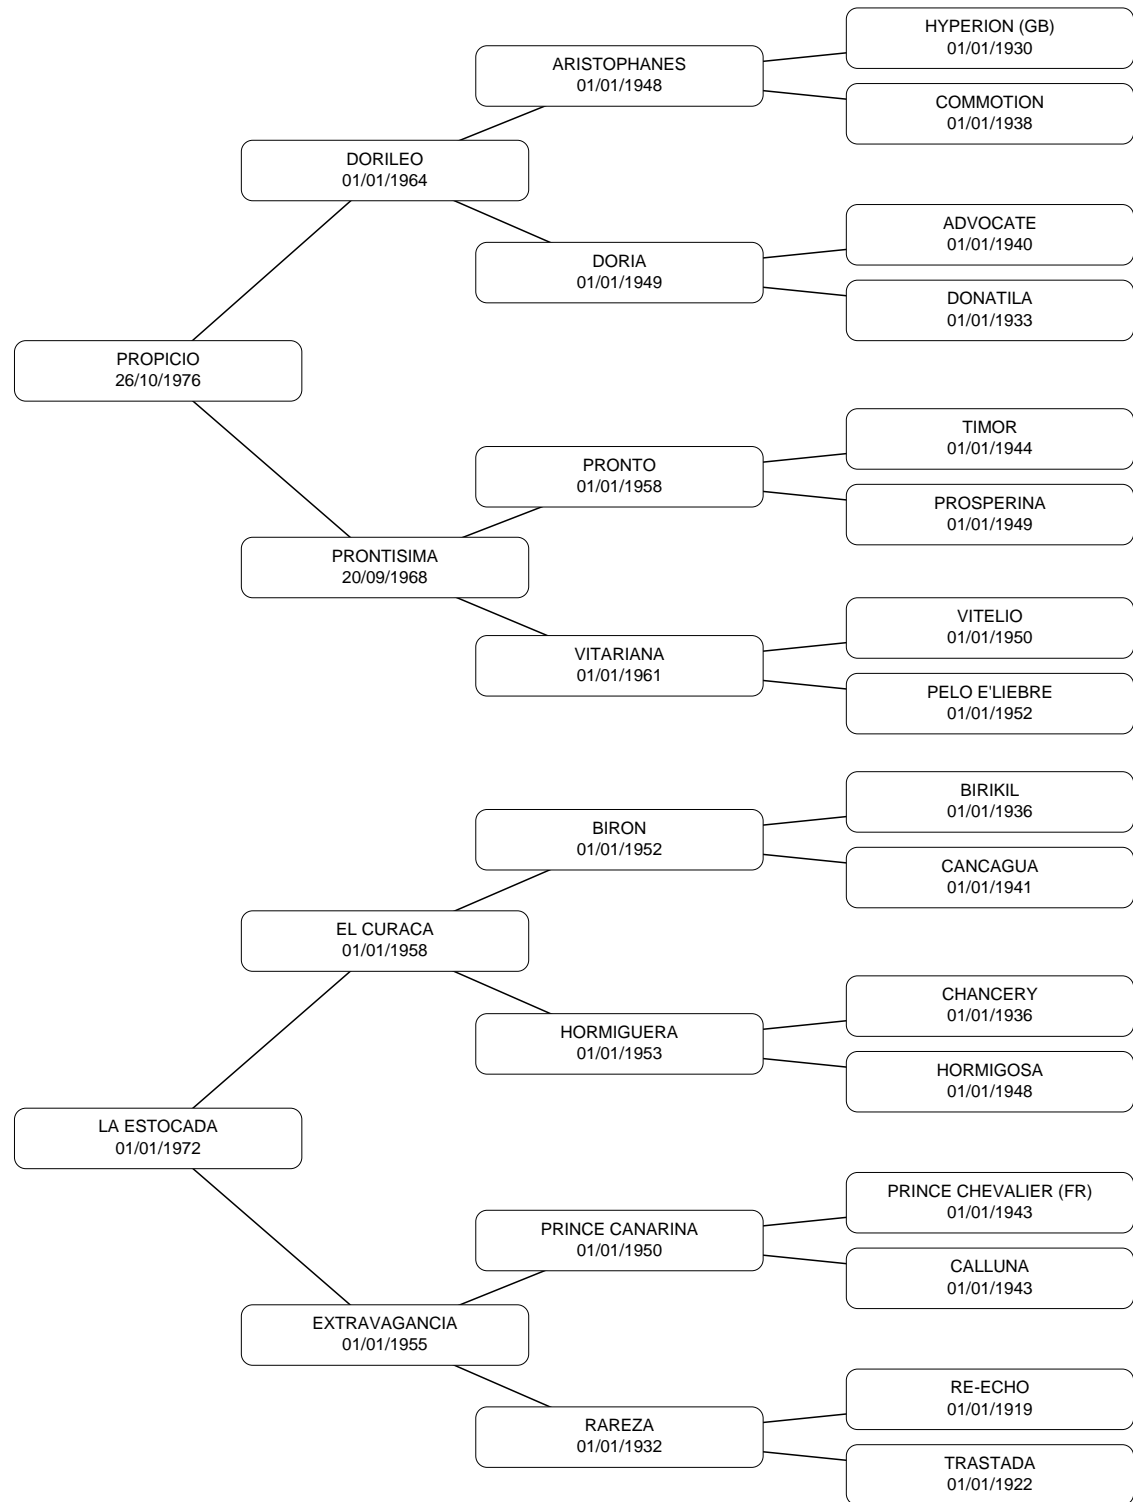 HYPERION (GB)
01/01/1930
ARISTOPHANES
01/01/1948
COMMOTION
01/01/1938
DORILEO
01/01/1964
ADVOCATE
01/01/1940
DORIA
01/01/1949
DONATILA
01/01/1933
PROPICIO
26/10/1976
TIMOR
01/01/1944
PRONTO
01/01/1958
PROSPERINA
01/01/1949
PRONTISIMA
20/09/1968
VITELIO
01/01/1950
VITARIANA
01/01/1961
PELO E'LIEBRE
01/01/1952
BIRIKIL
01/01/1936
BIRON
01/01/1952
CANCAGUA
01/01/1941
EL CURACA
01/01/1958
CHANCERY
01/01/1936
HORMIGUERA
01/01/1953
HORMIGOSA
01/01/1948
LA ESTOCADA
01/01/1972
PRINCE CHEVALIER (FR)
01/01/1943
PRINCE CANARINA
01/01/1950
CALLUNA
01/01/1943
EXTRAVAGANCIA
01/01/1955
RE-ECHO
01/01/1919
RAREZA
01/01/1932
TRASTADA
01/01/1922